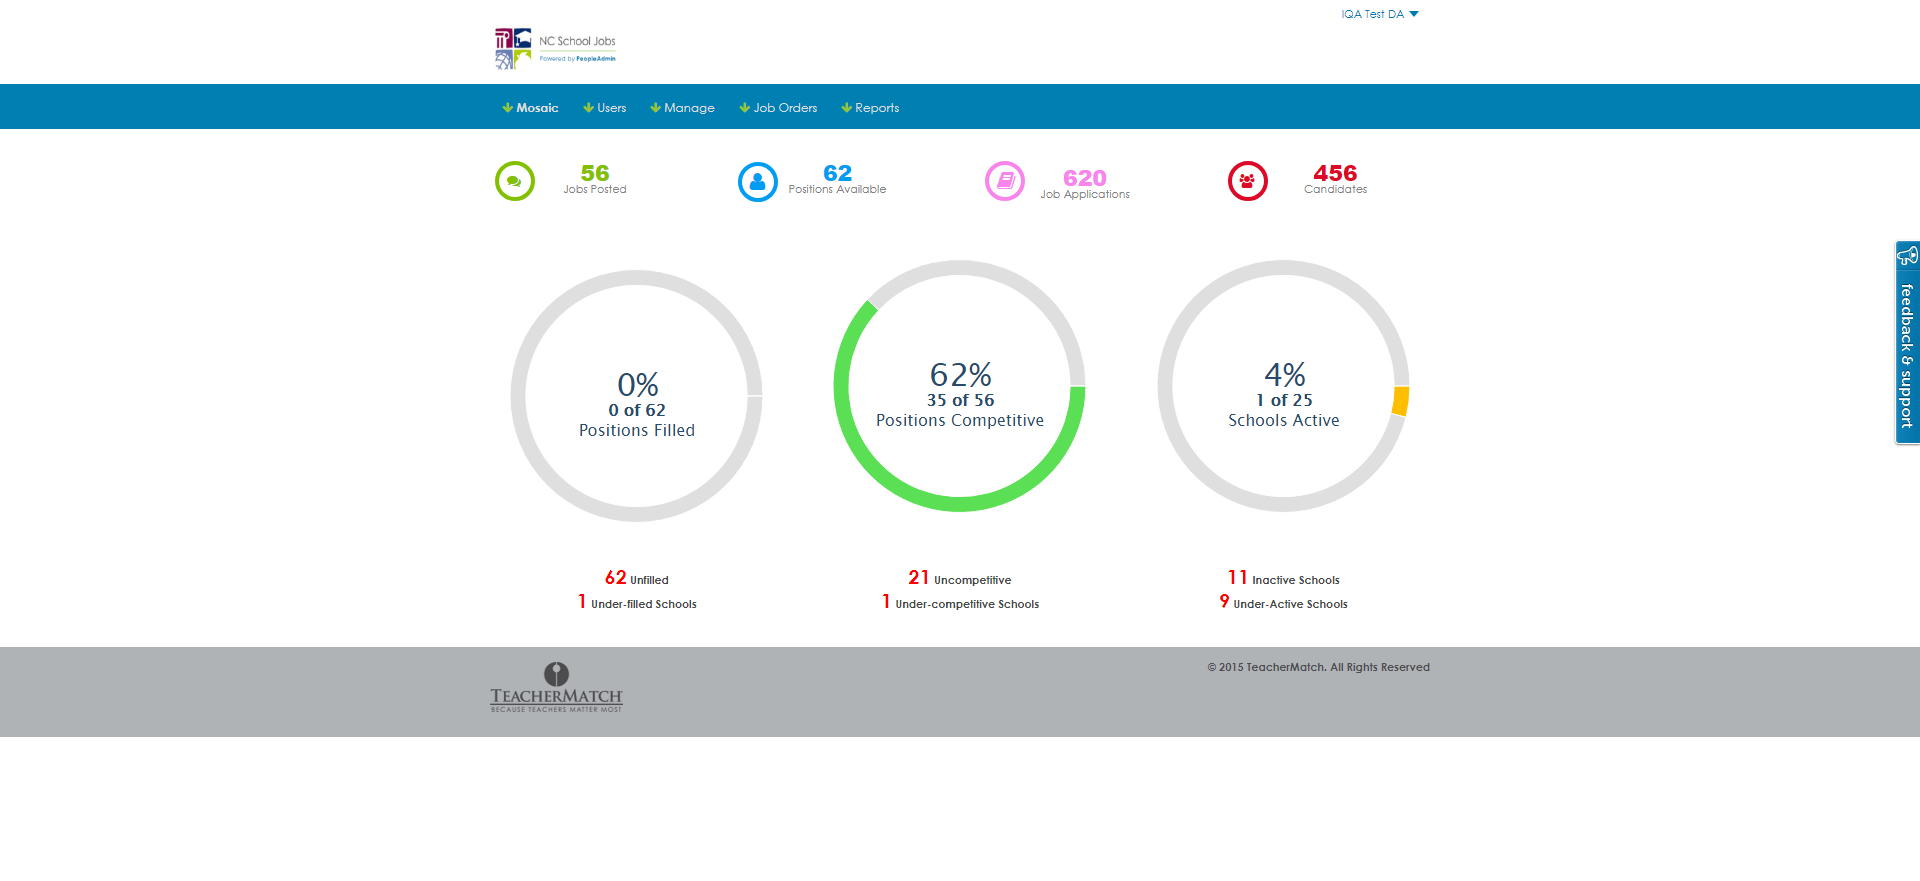 IQA Test DA
NC School Jobs
Powered by PeopleAdmin
Mosaic Users Manage Job Orders Reports
56
Jobs Posted
62
Positions Available
620
Job Applications
456
Candidates
0%
0 of 62
Positions Filled
62%
35 of 56
Positions Competitive
4%
1 of 25
Schools Active
feedback & support
62 Unfilled
1 Under-filled Schools
21 Uncompetitive
1 Under-competitive Schools
11 Inactive Schools
9 Under-Active Schools
TEACHERMATCH
BECAUSE TEACHERS MATTER MOST
© 2015 TeacherMatch. All Rights Reserved